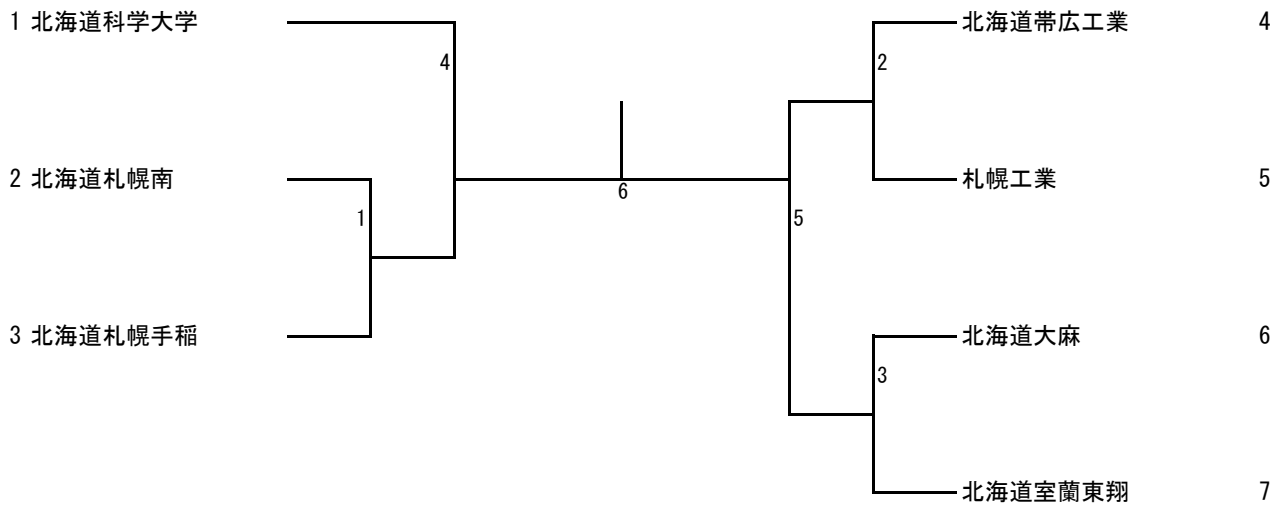 1 北海道科学大学
北海道帯広工業 4
4
2
2 北海道札幌南
札幌工業 5
6
1
5
3 北海道札幌手稲
北海道大麻 6
3
北海道室蘭東翔 7